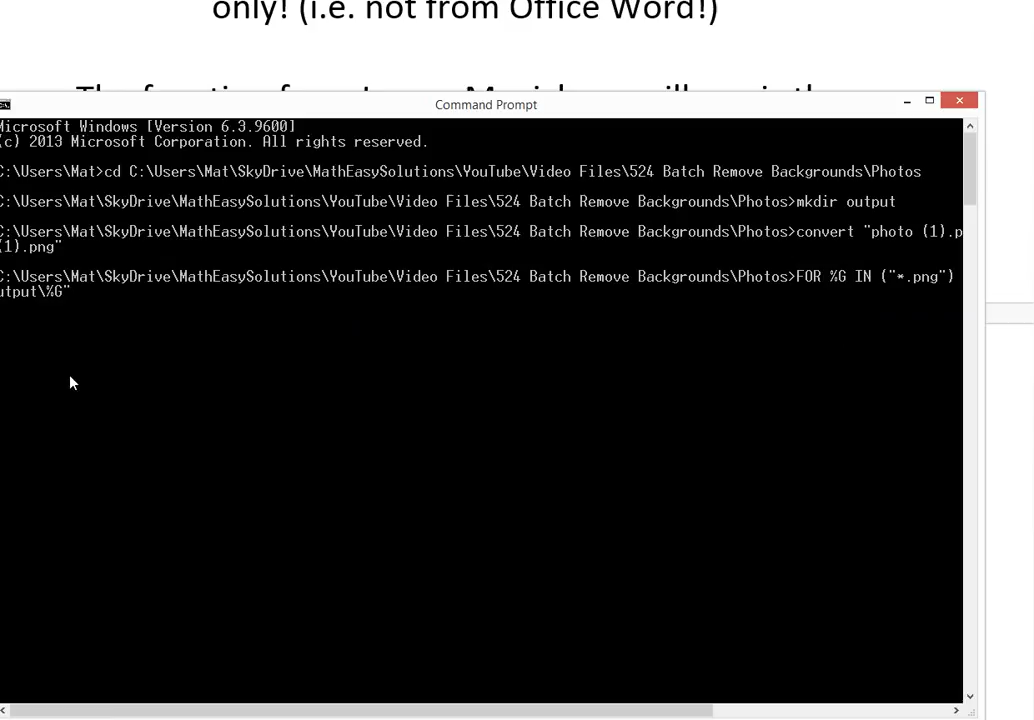 only! (i.e. not from Office Word!)
Command Prompt
Microsoft Windows [Version 6.3.9600]
(c) 2013 Microsoft Corporation. All rights reserved.
C:\Users\Mat>cd C:\Users\Mat\SkyDrive\MathEasySolutions\YouTube\Video Files\524 Batch Remove Backgrounds\Photos
C:\Users\Mat\SkyDrive\MathEasySolutions\YouTube\Video Files\524 Batch Remove Backgrounds\Photos>mkdir output
C:\Users\Mat\SkyDrive\MathEasySolutions\YouTube\Video Files\524 Batch Remove Backgrounds\Photos>convert "photo (1).p
(1).png"
C:\Users\Mat\SkyDrive\MathEasySolutions\YouTube\Video Files\524 Batch Remove Backgrounds\Photos>FOR %G IN ("*.png")
utput\%G"